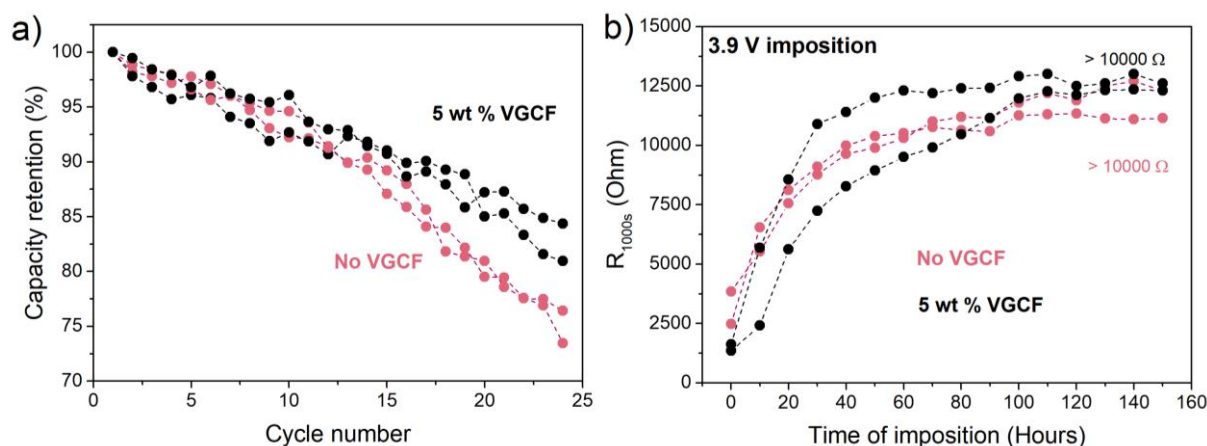 a)
100
95
90
85
80
75
70
0
5
10
15
20
25
Capacity retention (%)
Cycle number
5 wt % VGCF
No VGCF
b)
15000
12500
10000
7500
5000
2500
0
0
20
40
60
80
100
120
140
160
R1000s (Ohm)
Time of imposition (Hours)
3.9 V imposition
> 10000 Ω
> 10000 Ω
No VGCF
5 wt % VGCF